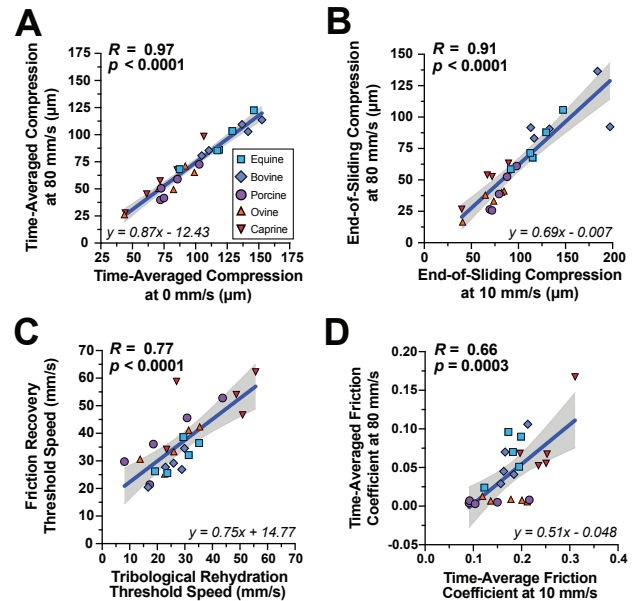 A
R = 0.97
p < 0.0001
Time-Averaged Compression
at 80 mm/s (µm)
150
125
100
75
50
25
0
Equine
Bovine
Porcine
Ovine
Caprine
y = 0.87x - 12.43
25 50 75 100 125 150 175
Time-Averaged Compression
at 0 mm/s (µm)
B
R = 0.91
p < 0.0001
End-of-Sliding Compression
at 80 mm/s (µm)
150
125
100
75
50
25
0
y = 0.69x - 0.007
0 50 100 150 200
End-of-Sliding Compression
at 10 mm/s (µm)
C
R = 0.77
p < 0.0001
Friction Recovery
Threshold Speed (mm/s)
70
60
50
40
30
20
10
0
y = 0.75x + 14.77
0 10 20 30 40 50 60 70
Tribological Rehydration
Threshold Speed (mm/s)
D
R = 0.66
p = 0.0003
Time-Averaged Friction
Coefficient at 80 mm/s
0.20
0.15
0.10
0.05
0.00
-0.05
y = 0.51x - 0.048
0.0 0.1 0.2 0.3 0.4
Time-Average Friction
Coefficient at 10 mm/s